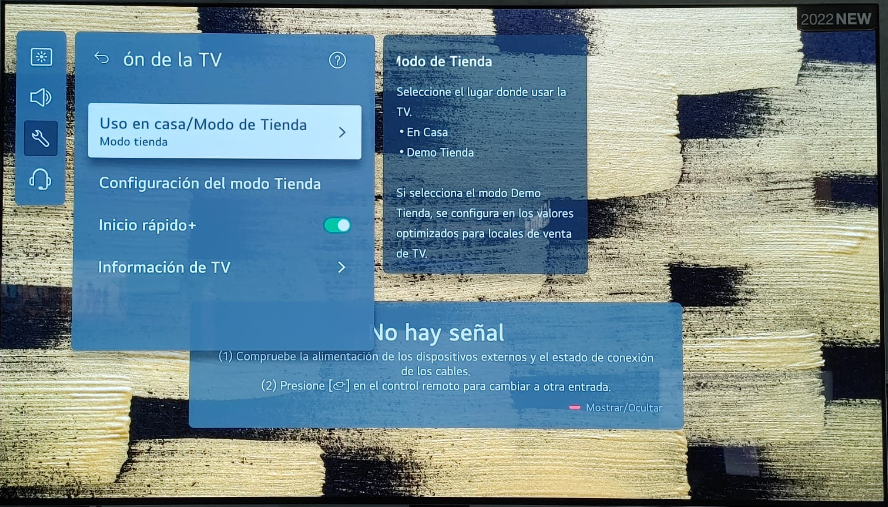 2022 NEW
ón de la TV
?
Uso en casa/Modo de Tienda
Modo tienda
Configuración del modo Tienda
Inicio rápido+
Información de TV
Modo de Tienda
Seleccione el lugar donde usar la
TV.
• En Casa
• Demo Tienda
Si selecciona el modo Demo
Tienda, se configura en los valores
optimizados para locales de venta
de TV.
No hay señal
(1) Compruebe la alimentación de los dispositivos externos y el estado de conexión
de los cables.
(2) Presione [ ] en el control remoto para cambiar a otra entrada.
Mostrar/Ocultar